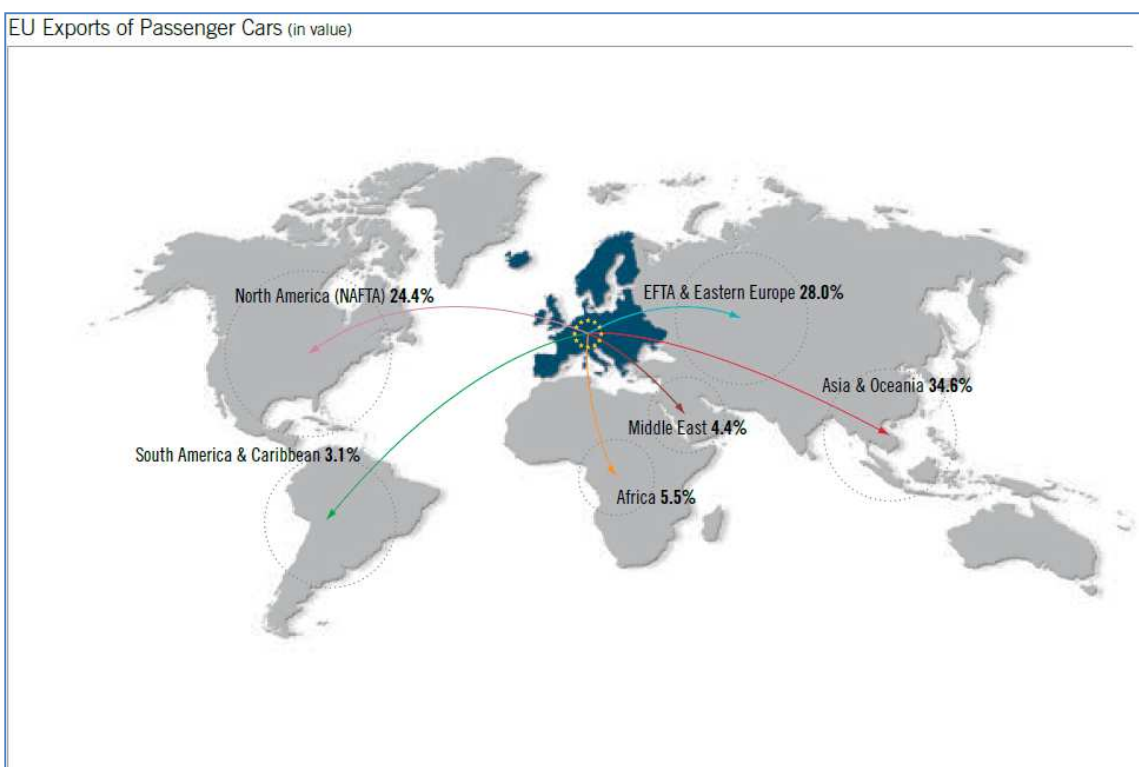 EU Exports of Passenger Cars (in value)
North America (NAFTA) 24.4%
EFTA & Eastern Europe 28.0%
Asia & Oceania 34.6%
Middle East 4.4%
South America & Caribbean 3.1%
Africa 5.5%